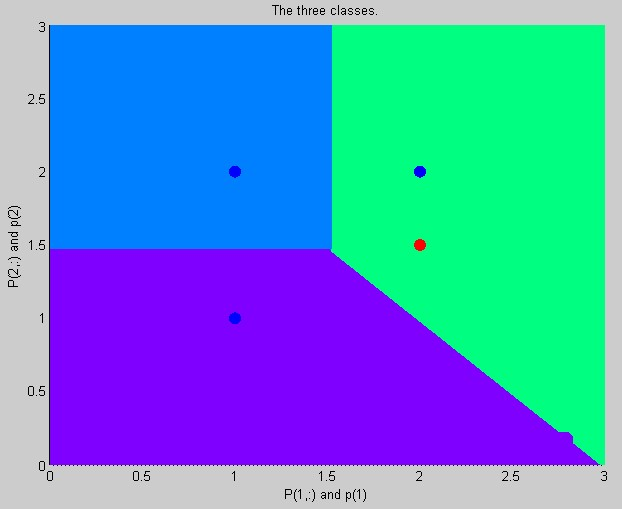 The three classes.
3
2.5
2
1.5
1
0.5
0
P(2,:) and p(2)
0 0.5 1 1.5 2 2.5 3
P(1,:) and p(1)